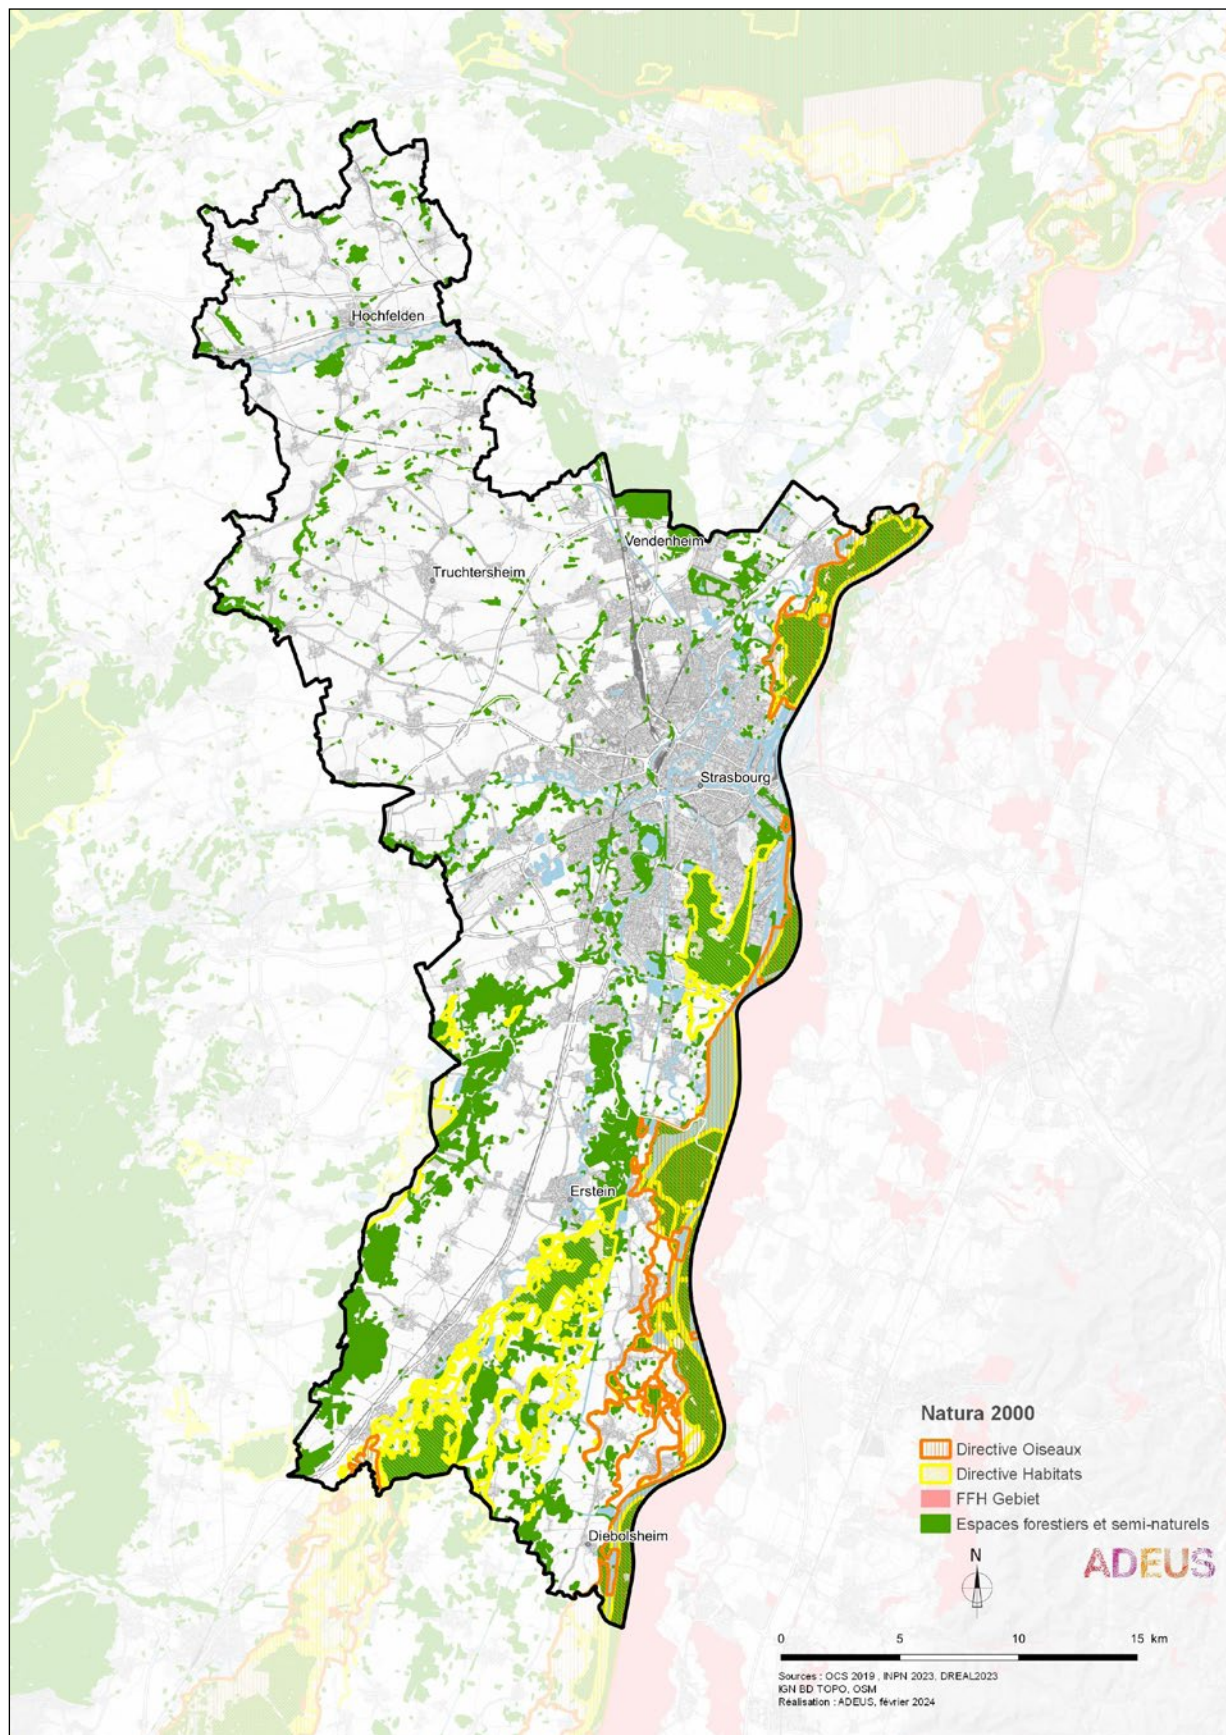 Hochfelden
Vendenheim
Truchtersheim
Strasbourg
Erstein
Diebolsheim
Natura 2000
Directive Oiseaux
Directive Habitats
FFH Gebiet
Espaces forestiers et semi-naturels
N
ADEUS
0 5 10 15 km
Sources : OCS 2019 , INPN 2023, DREAL2023
IGN BD TOPO, OSM
Réalisation : ADEUS, février 2024